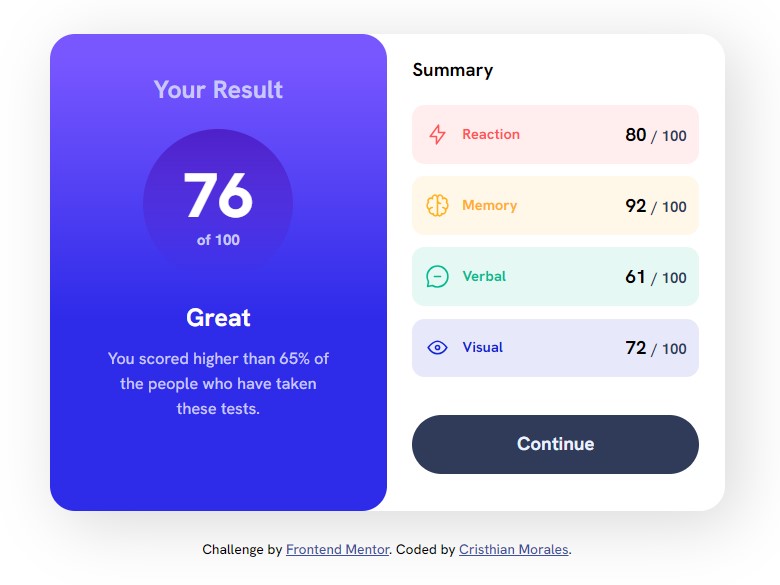 Your Result
76
of 100
Great
You scored higher than 65% of
the people who have taken
these tests.
Summary
Reaction 80 / 100
Memory 92 / 100
Verbal 61 / 100
Visual 72 / 100
Continue
Challenge by Frontend Mentor. Coded by Cristhian Morales.